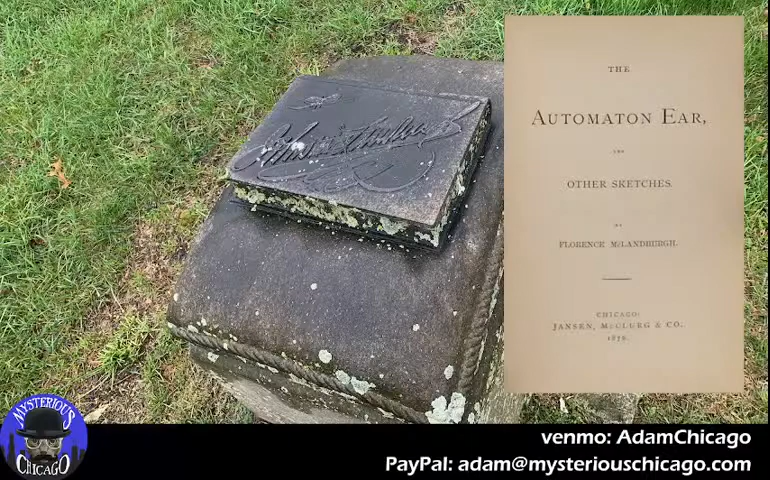 THE
AUTOMATON EAR,
AND
OTHER SKETCHES.
BY
FLORENCE McLANDBURGH.
CHICAGO:
JANSEN, McCLURG & CO.
1876.
MYSTERIOUS
CHICAGO
venmo: AdamChicago
PayPal: adam@mysteriouschicago.com